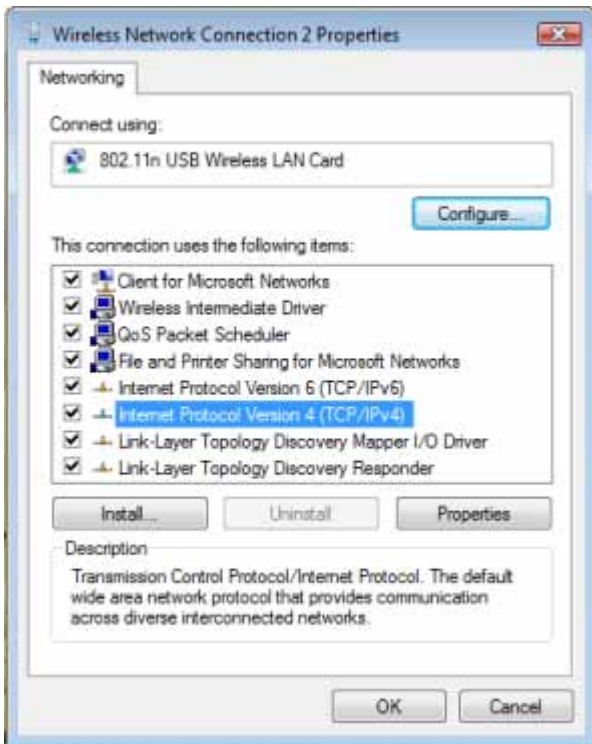 Wireless Network Connection 2 Properties
Networking
Connect using:
802.11n USB Wireless LAN Card
Configure...
This connection uses the following items:
Client for Microsoft Networks
Wireless Intermediate Driver
QoS Packet Scheduler
File and Printer Sharing for Microsoft Networks
Internet Protocol Version 6 (TCP/IPv6)
Internet Protocol Version 4 (TCP/IPv4)
Link-Layer Topology Discovery Mapper I/O Driver
Link-Layer Topology Discovery Responder
Install... Uninstall Properties
Description
Transmission Control Protocol/Internet Protocol. The default
wide area network protocol that provides communication
across diverse interconnected networks.
OK Cancel